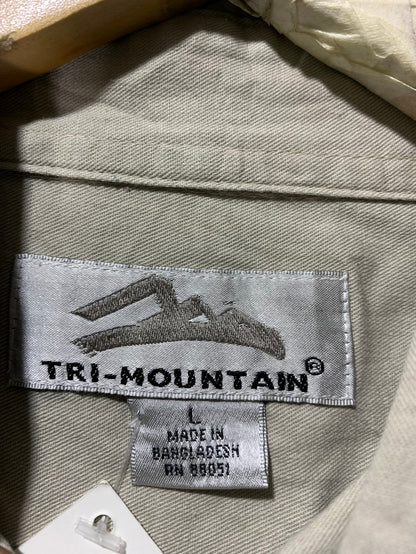 TRI-MOUNTAIN®
L
MADE IN
BANGLADESH
RN 88051